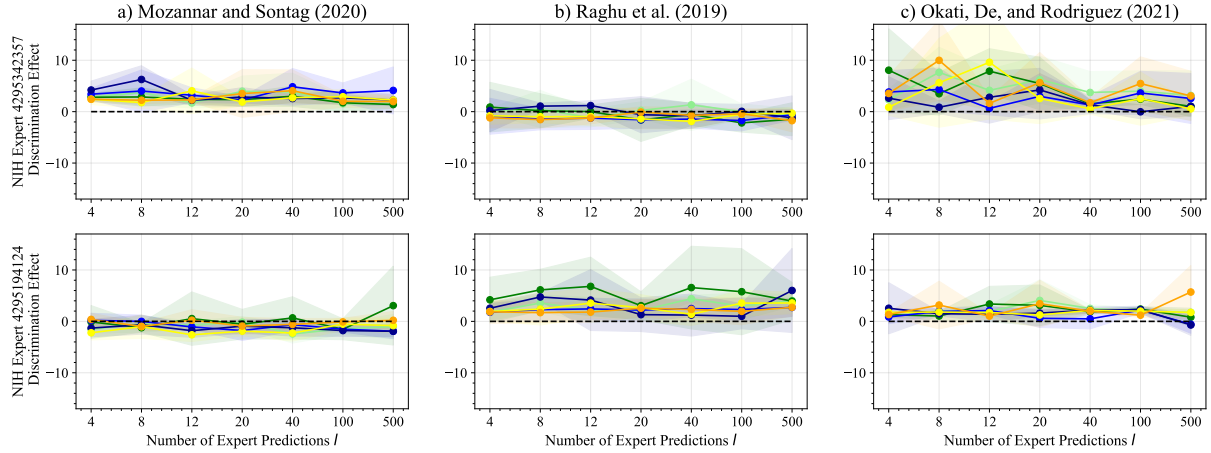 a) Mozannar and Sontag (2020)
b) Raghu et al. (2019)
c) Okati, De, and Rodriguez (2021)
NIH Expert 4295342357
Discrimination Effect
10
0
−10
4 8 12 20 40 100 500
10
0
−10
4 8 12 20 40 100 500
10
0
−10
4 8 12 20 40 100 500
NIH Expert 4295194124
Discrimination Effect
10
0
−10
4 8 12 20 40 100 500
Number of Expert Predictions l
10
0
−10
4 8 12 20 40 100 500
Number of Expert Predictions l
10
0
−10
4 8 12 20 40 100 500
Number of Expert Predictions l